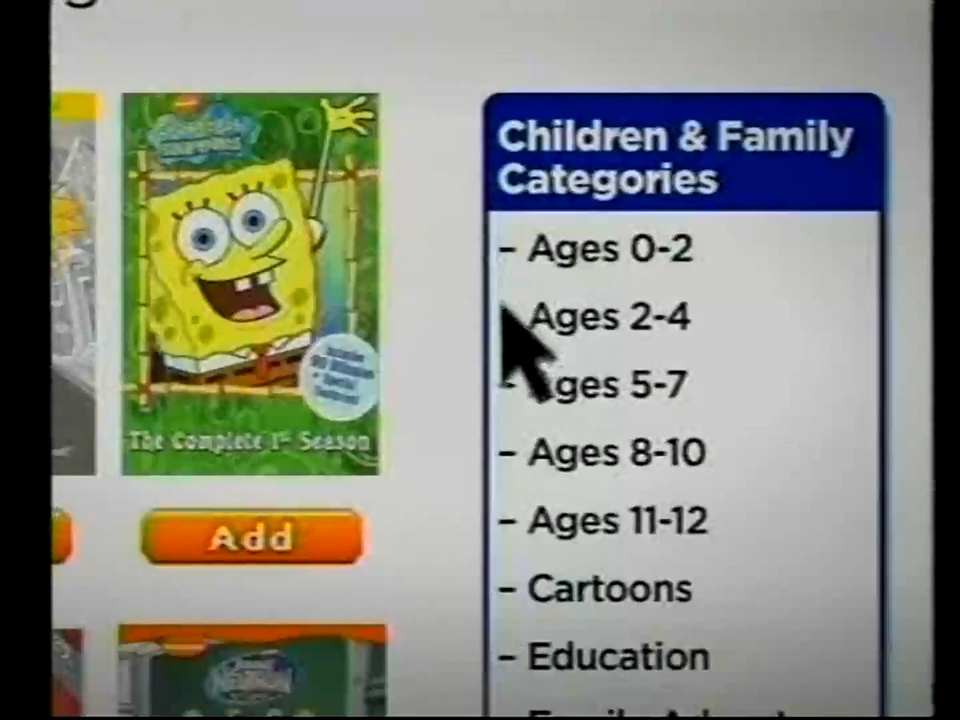 The Complete 1st Season
Add
Children & Family
Categories
- Ages 0-2
- Ages 2-4
- Ages 5-7
- Ages 8-10
- Ages 11-12
- Cartoons
- Education